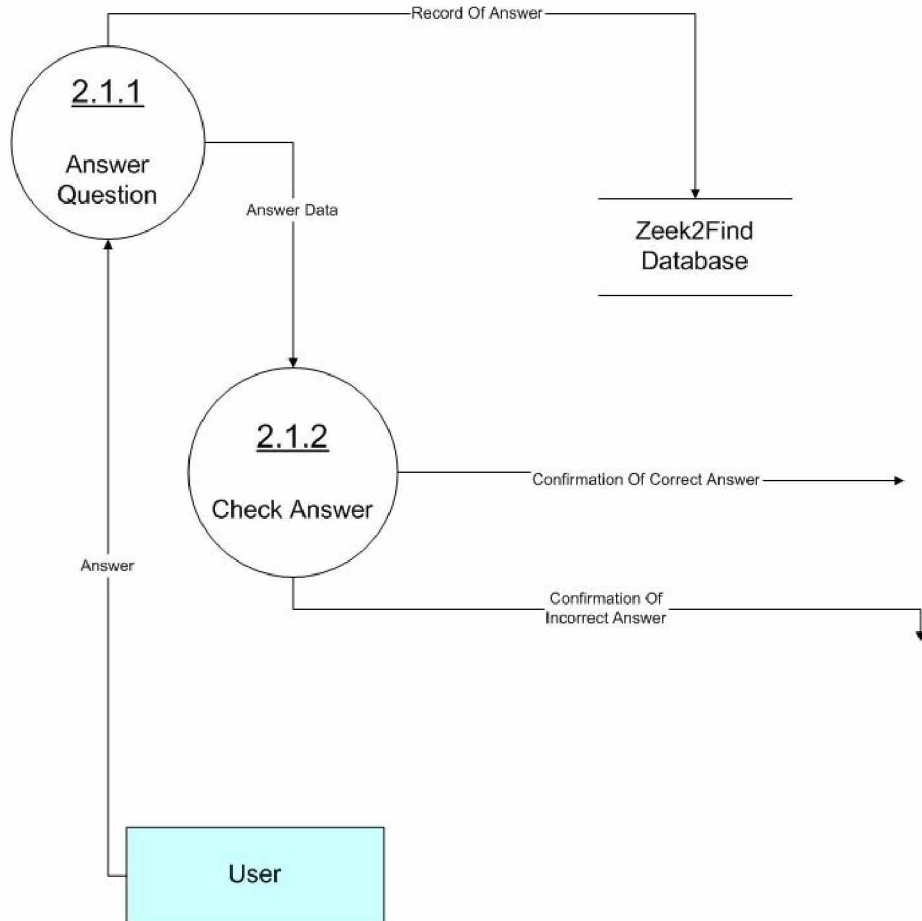 Record Of Answer
2.1.1
Answer
Question
Answer Data
Zeek2Find
Database
2.1.2
Check Answer
Confirmation Of Correct Answer
Answer
Confirmation Of
Incorrect Answer
User